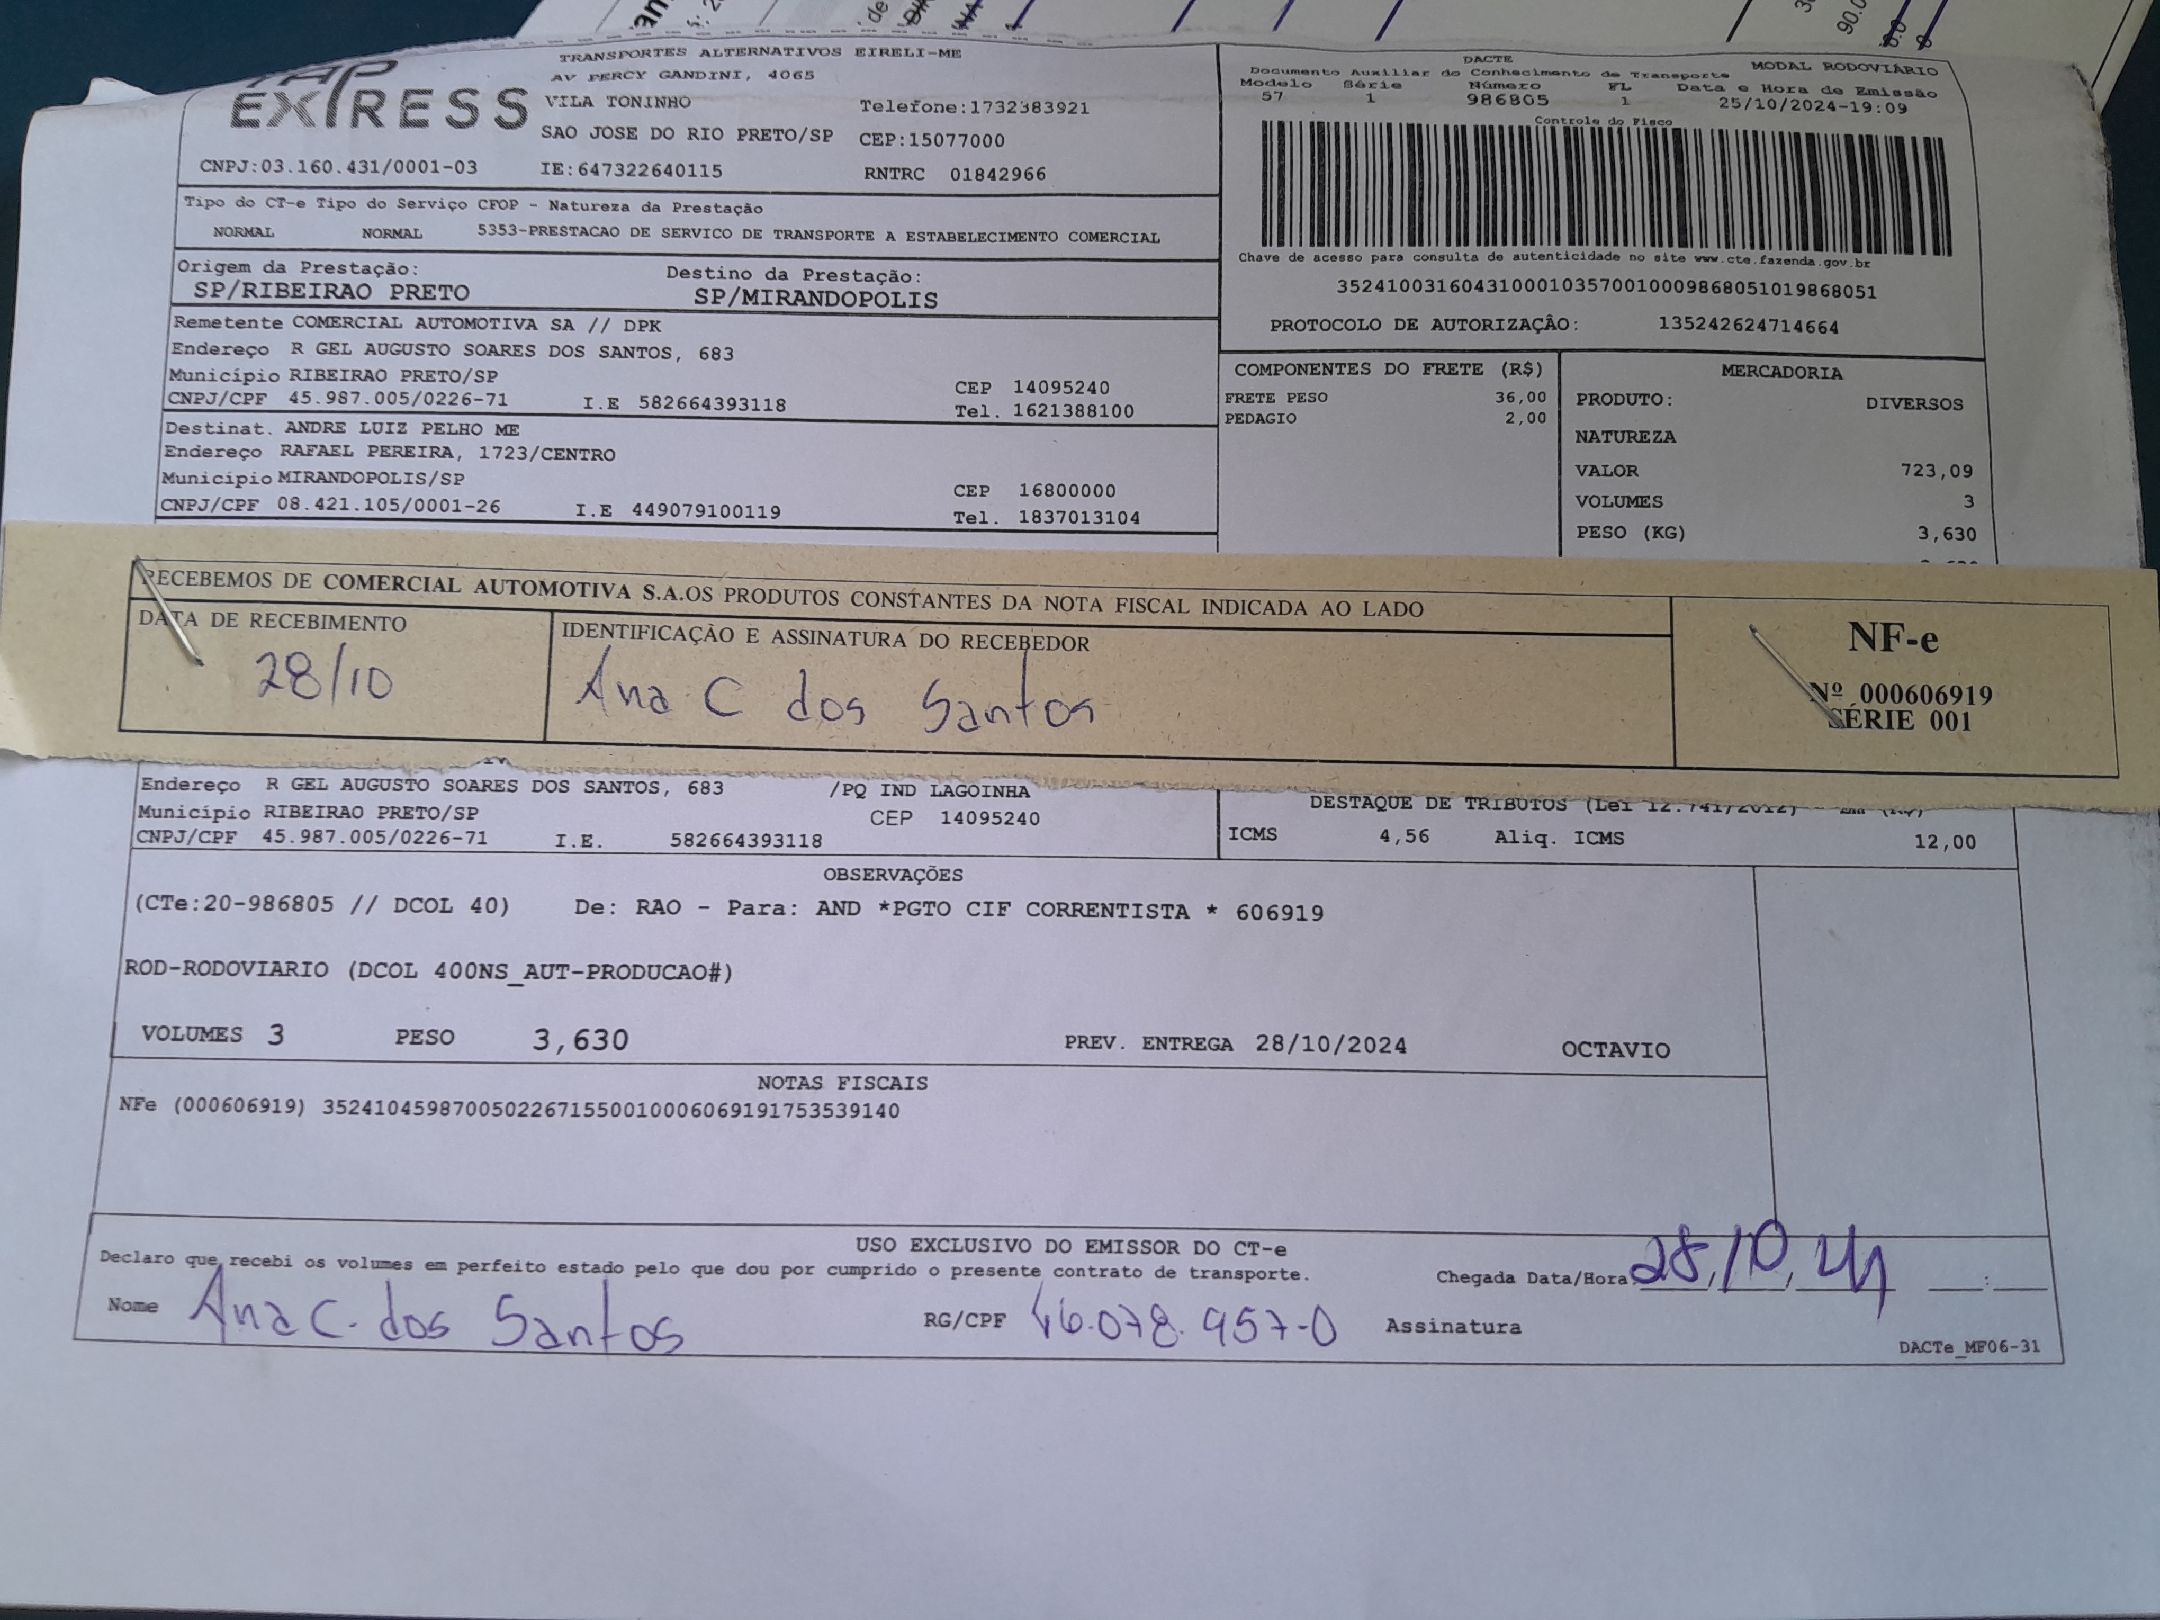 TRANSPORTES ALTERNATIVOS EIRELI-ME
AV PERCY GANDINI, 4065
EXPRESS
VILA TONINHO
Telefone:1732383921
SAO JOSE DO RIO PRETO/SP CEP:15077000
CNPJ:03.160.431/0001-03 IE:647322640115 RNTRC 01842966
Tipo do CT-e Tipo do Serviço CFOP - Natureza da Prestação
NORMAL NORMAL 5353-PRESTACAO DE SERVICO DE TRANSPORTE A ESTABELECIMENTO COMERCIAL
Origem da Prestação: Destino da Prestação:
SP/RIBEIRAO PRETO SP/MIRANDOPOLIS
Remetente COMERCIAL AUTOMOTIVA SA // DPK
Endereço R GEL AUGUSTO SOARES DOS SANTOS, 683
Município RIBEIRAO PRETO/SP CEP 14095240
CNPJ/CPF 45.987.005/0226-71 I.E 582664393118 Tel. 1621388100
Destinat. ANDRE LUIZ PELHO ME
Endereço RAFAEL PEREIRA, 1723/CENTRO
Município MIRANDOPOLIS/SP CEP 16800000
CNPJ/CPF 08.421.105/0001-26 I.E 449079100119 Tel. 1837013104
DACTE
Documento Auxiliar do Conhecimento de Transporte MODAL RODOVIÁRIO
Modelo Série Número FL Data e Hora de Emissão
57 1 986805 1 25/10/2024-19:09
Controle do Fisco
Chave de acesso para consulta de autenticidade no site www.cte.fazenda.gov.br
35241003160431000103570010009868051019868051
PROTOCOLO DE AUTORIZAÇÂO: 135242624714664
COMPONENTES DO FRETE (R$)
FRETE PESO 36,00
PEDAGIO 2,00
MERCADORIA
PRODUTO: DIVERSOS
NATUREZA
VALOR 723,09
VOLUMES 3
PESO (KG) 3,630
RECEBEMOS DE COMERCIAL AUTOMOTIVA S.A.OS PRODUTOS CONSTANTES DA NOTA FISCAL INDICADA AO LADO
DATA DE RECEBIMENTO
28/10
IDENTIFICAÇÃO E ASSINATURA DO RECEBEDOR
Ana C dos Santos
NF-e
Nº 000606919
SÉRIE 001
Endereço R GEL AUGUSTO SOARES DOS SANTOS, 683 /PQ IND LAGOINHA
Município RIBEIRAO PRETO/SP CEP 14095240
CNPJ/CPF 45.987.005/0226-71 I.E. 582664393118
DESTAQUE DE TRIBUTOS (Lei 12.741/2012)
ICMS 4,56 Aliq. ICMS 12,00
OBSERVAÇÕES
(CTe:20-986805 // DCOL 40) De: RAO - Para: AND *PGTO CIF CORRENTISTA * 606919
ROD-RODOVIARIO (DCOL 400NS_AUT-PRODUCAO#)
VOLUMES 3 PESO 3,630 PREV. ENTREGA 28/10/2024 OCTAVIO
NOTAS FISCAIS
NFe (000606919) 35241045987005022671550010006069191753539140
USO EXCLUSIVO DO EMISSOR DO CT-e
Declaro que recebi os volumes em perfeito estado pelo que dou por cumprido o presente contrato de transporte.
Chegada Data/Hora 28/10/24 :
Nome Ana C. dos Santos RG/CPF 46.078.957-0 Assinatura
DACTe_MF06-31